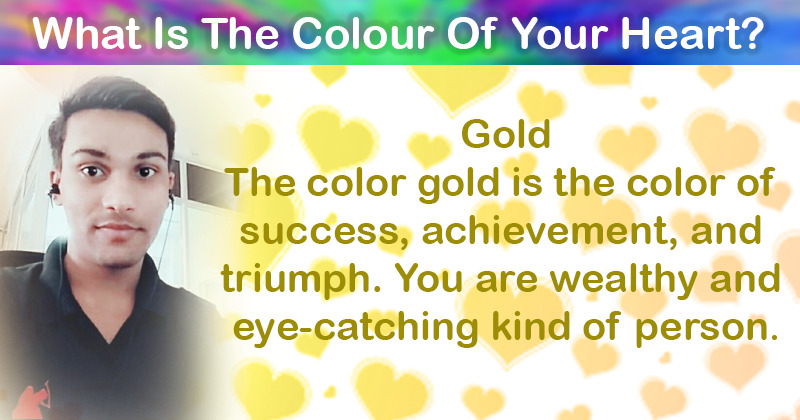 What Is The Colour Of Your Heart?
Gold
The color gold is the color of
success, achievement, and
triumph. You are wealthy and
eye-catching kind of person.